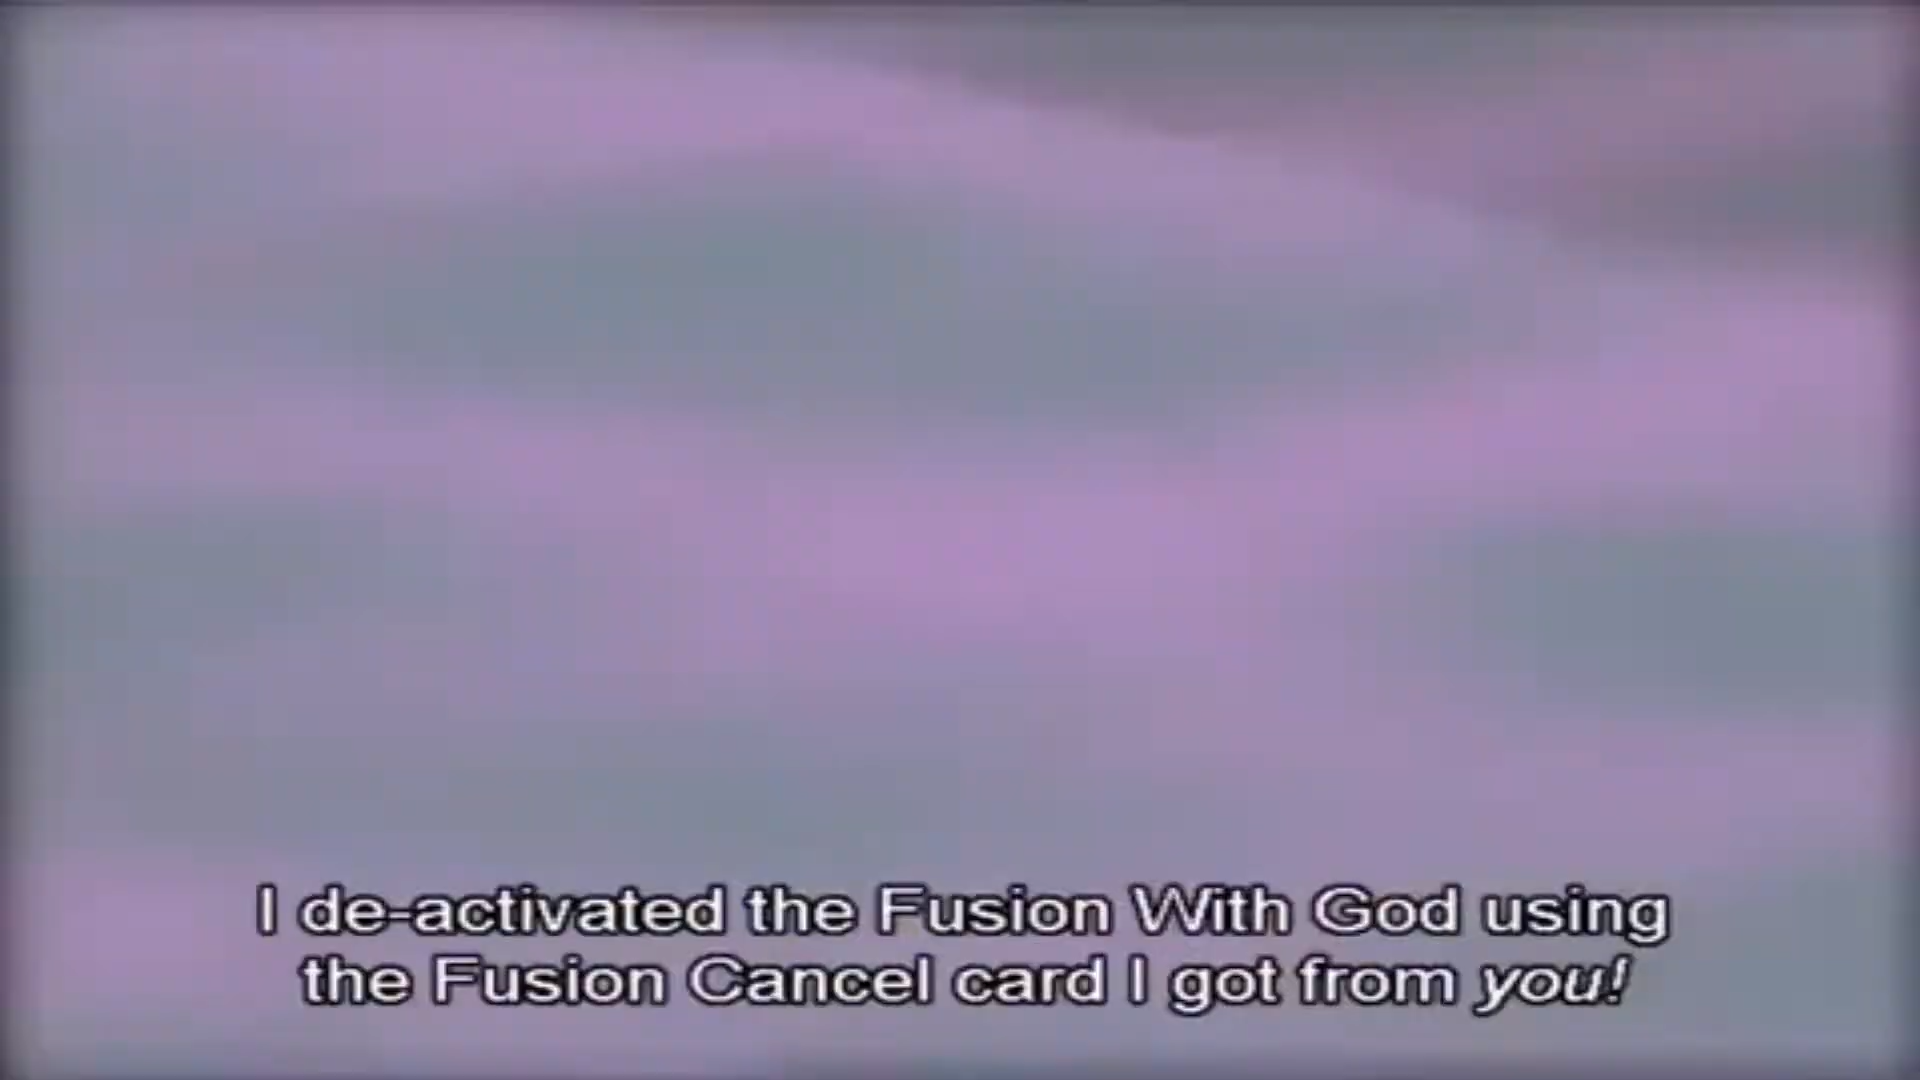 I de-activated the Fusion With God using
the Fusion Cancel card I got from you!